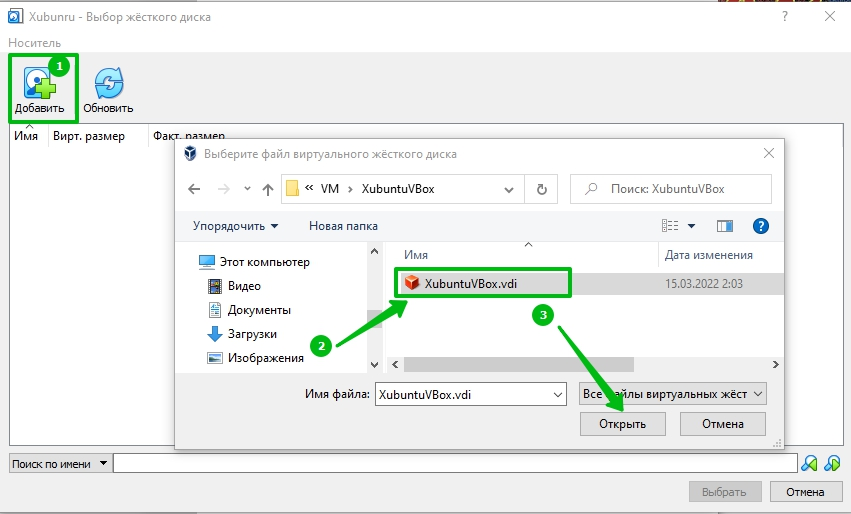 Xubunru - Выбор жёсткого диска
?
Носитель
1
Добавить
Обновить
Имя Вирт. размер Факт. размер
Выберите файл виртуального жёсткого диска
« VM › XubuntuVBox
Поиск: XubuntuVBox
Упорядочить Новая папка
?
Этот компьютер
Видео
Документы
Загрузки
Изображения
Имя Дата изменения
XubuntuVBox.vdi 15.03.2022 2:03
2
3
Имя файла: XubuntuVBox.vdi Все файлы виртуальных жёст
Открыть Отмена
Поиск по имени
Выбрать Отмена